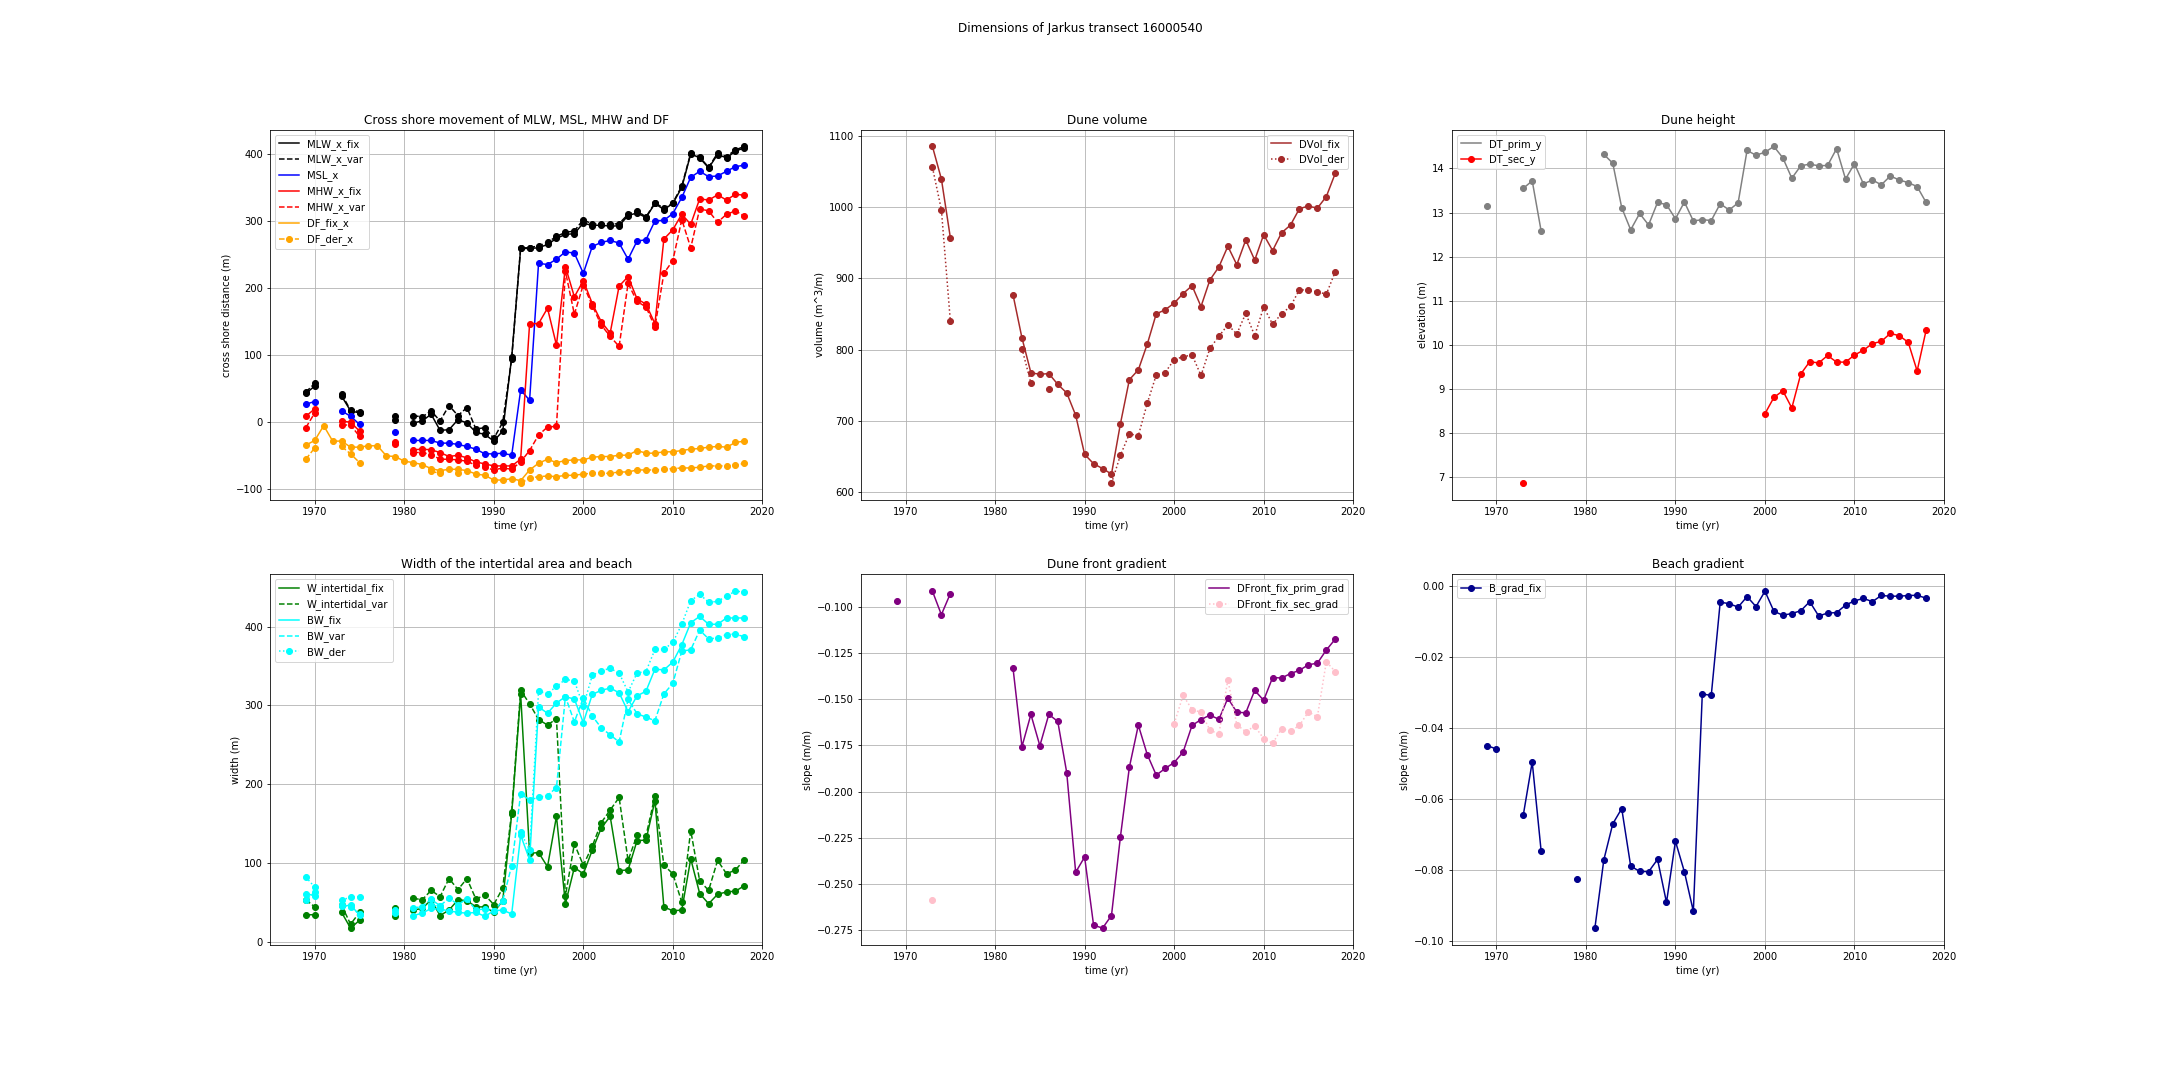 Dimensions of Jarkus transect 16000540
Cross shore movement of MLW, MSL, MHW and DF
cross shore distance (m)
400
300
200
100
0
−100
MLW_x_fix
MLW_x_var
MSL_x
MHW_x_fix
MHW_x_var
DF_fix_x
DF_der_x
1970 1980 1990 2000 2010 2020
time (yr)
Dune volume
volume (m^3/m)
1100
1000
900
800
700
600
DVol_fix
DVol_der
1970 1980 1990 2000 2010 2020
time (yr)
Dune height
elevation (m)
14
13
12
11
10
9
8
7
DT_prim_y
DT_sec_y
1970 1980 1990 2000 2010 2020
time (yr)
Width of the intertidal area and beach
width (m)
400
300
200
100
0
W_intertidal_fix
W_intertidal_var
BW_fix
BW_var
BW_der
1970 1980 1990 2000 2010 2020
time (yr)
Dune front gradient
slope (m/m)
−0.100
−0.125
−0.150
−0.175
−0.200
−0.225
−0.250
−0.275
DFront_fix_prim_grad
DFront_fix_sec_grad
1970 1980 1990 2000 2010 2020
time (yr)
Beach gradient
slope (m/m)
0.00
−0.02
−0.04
−0.06
−0.08
−0.10
B_grad_fix
1970 1980 1990 2000 2010 2020
time (yr)